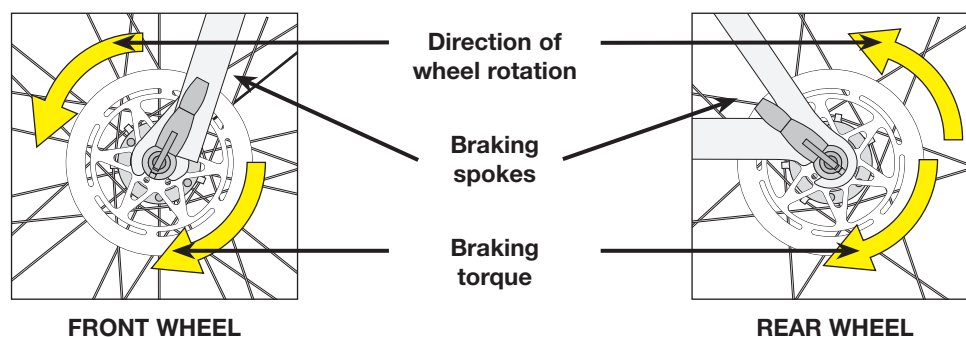 Direction of
wheel rotation
Braking
spokes
Braking
torque
FRONT WHEEL
REAR WHEEL